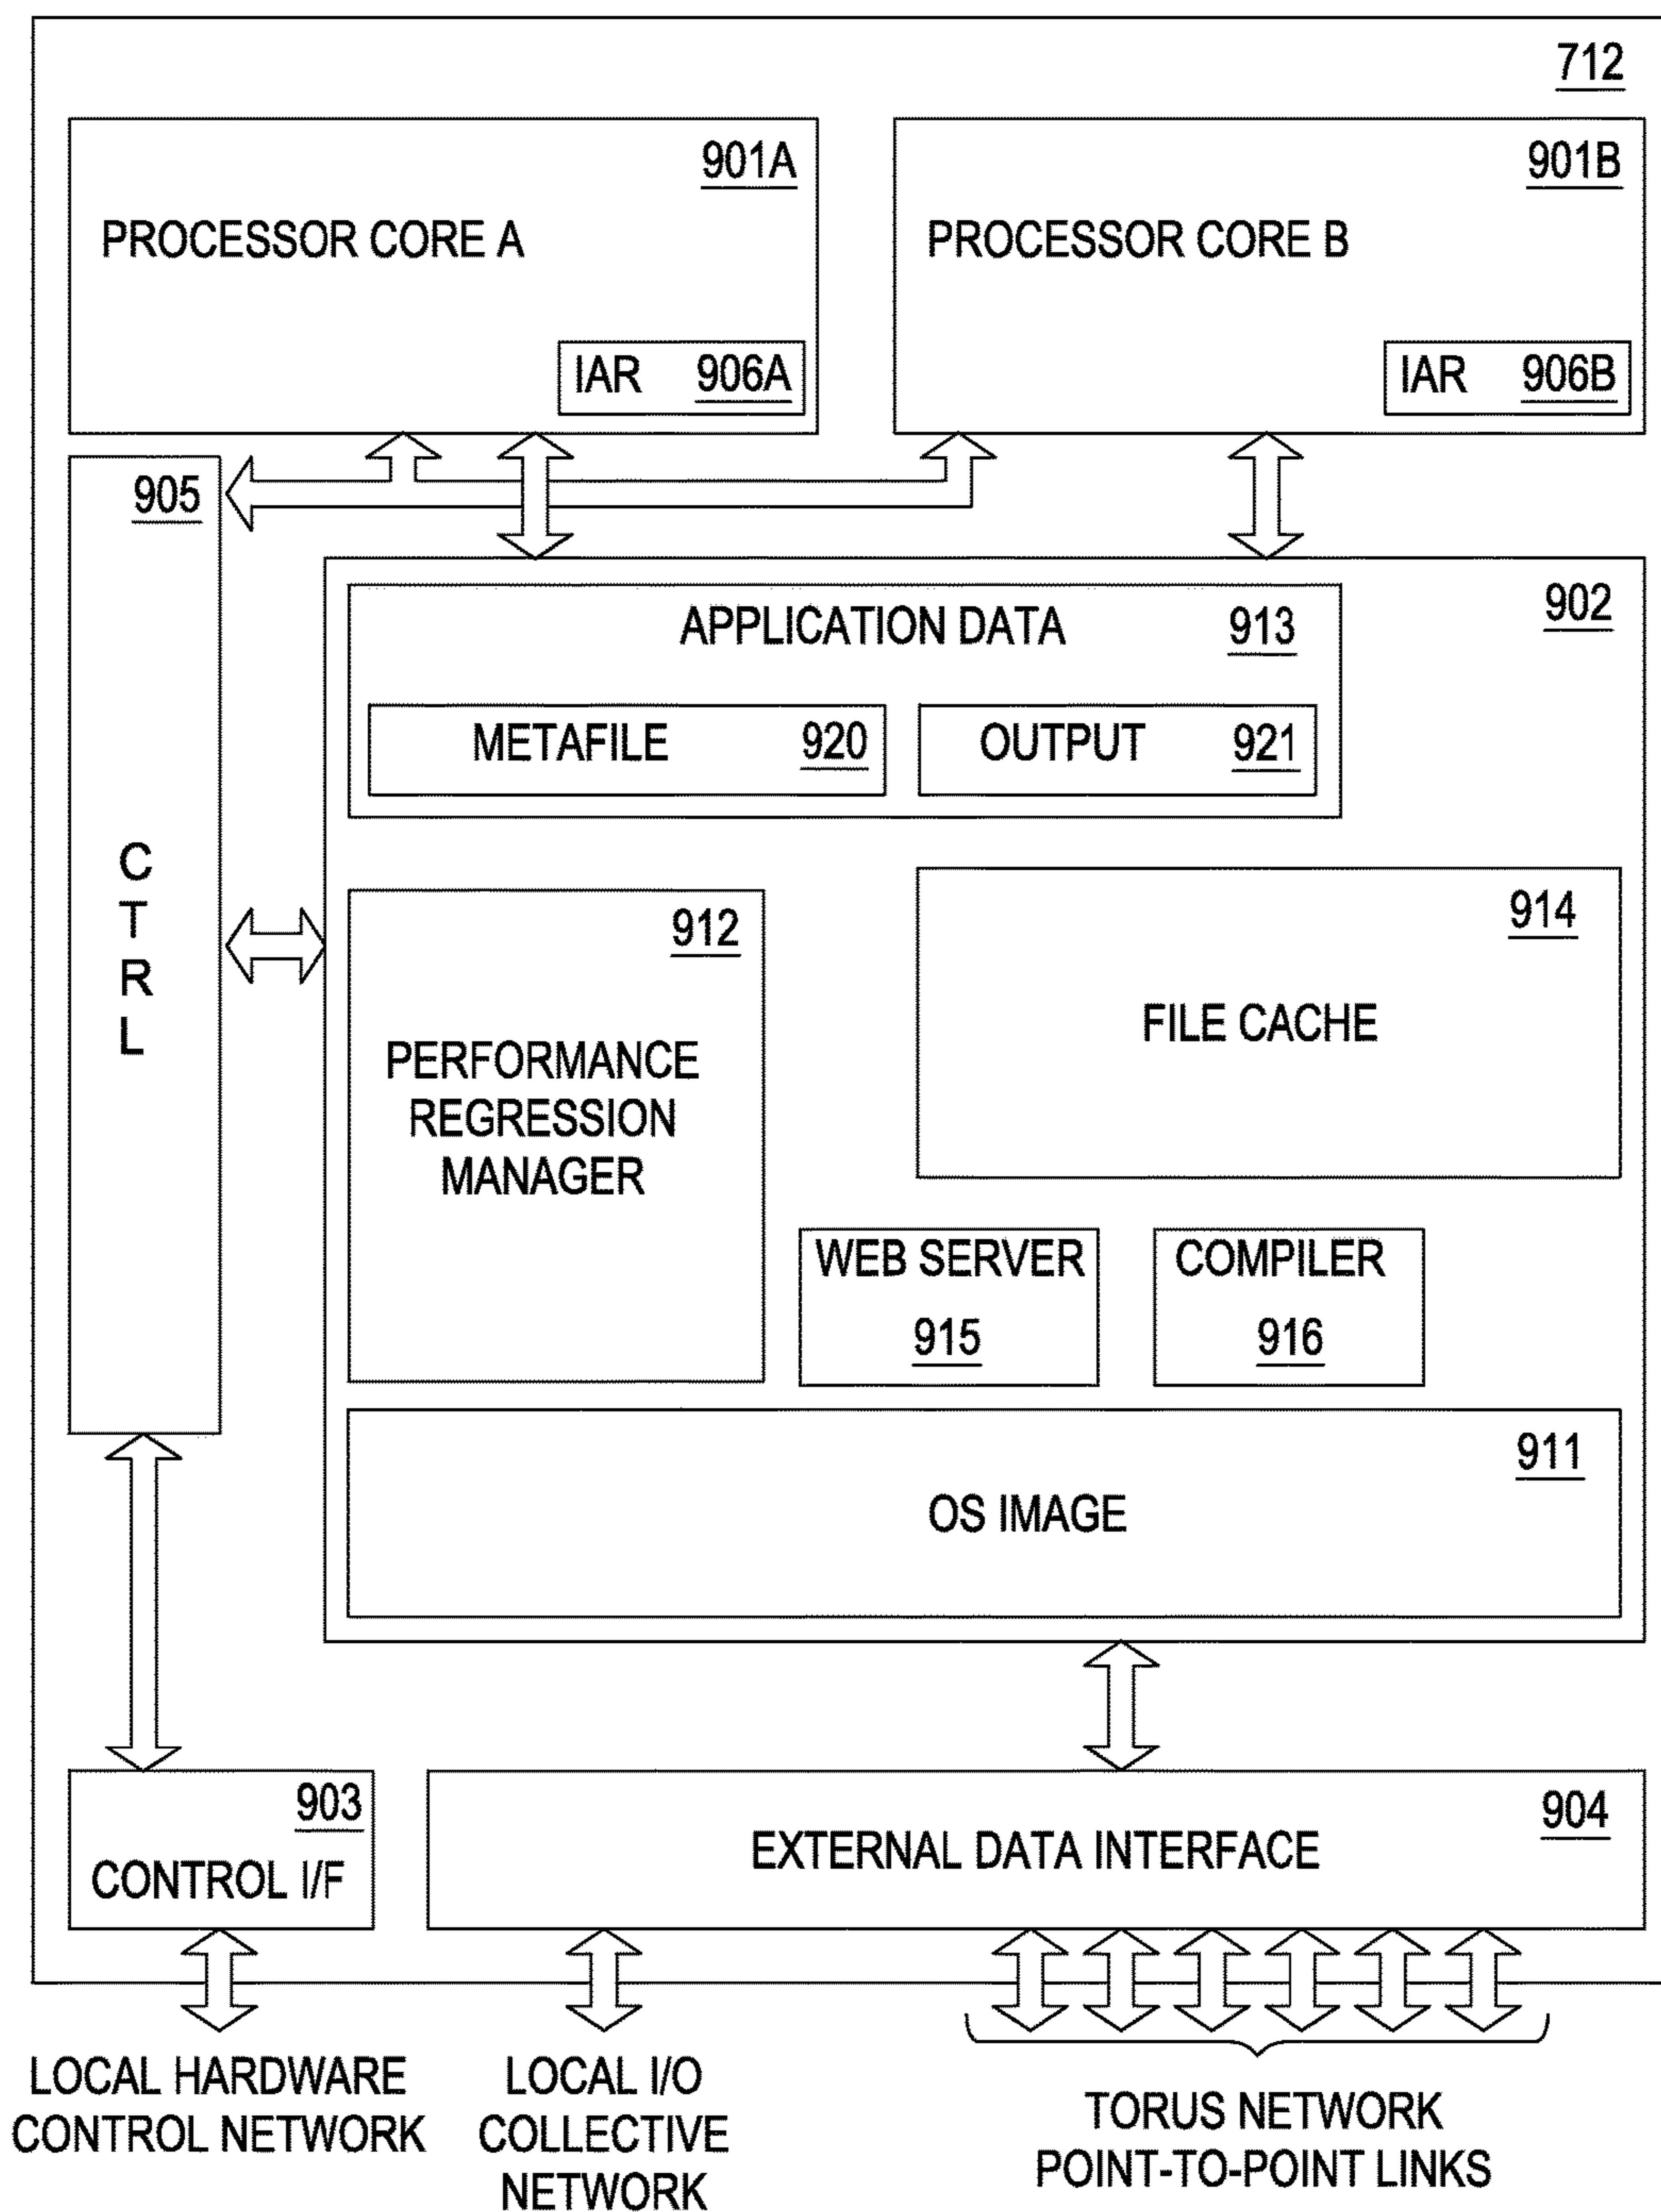 712
901A
PROCESSOR CORE A
IAR 906A
901B
PROCESSOR CORE B
IAR 906B
905
CTRL
902
APPLICATION DATA 913
METAFILE 920
OUTPUT 921
912
PERFORMANCE
REGRESSION
MANAGER
914
FILE CACHE
WEB SERVER
915
COMPILER
916
911
OS IMAGE
903
CONTROL I/F
904
EXTERNAL DATA INTERFACE
LOCAL HARDWARE
CONTROL NETWORK
LOCAL I/O
COLLECTIVE
NETWORK
TORUS NETWORK
POINT-TO-POINT LINKS